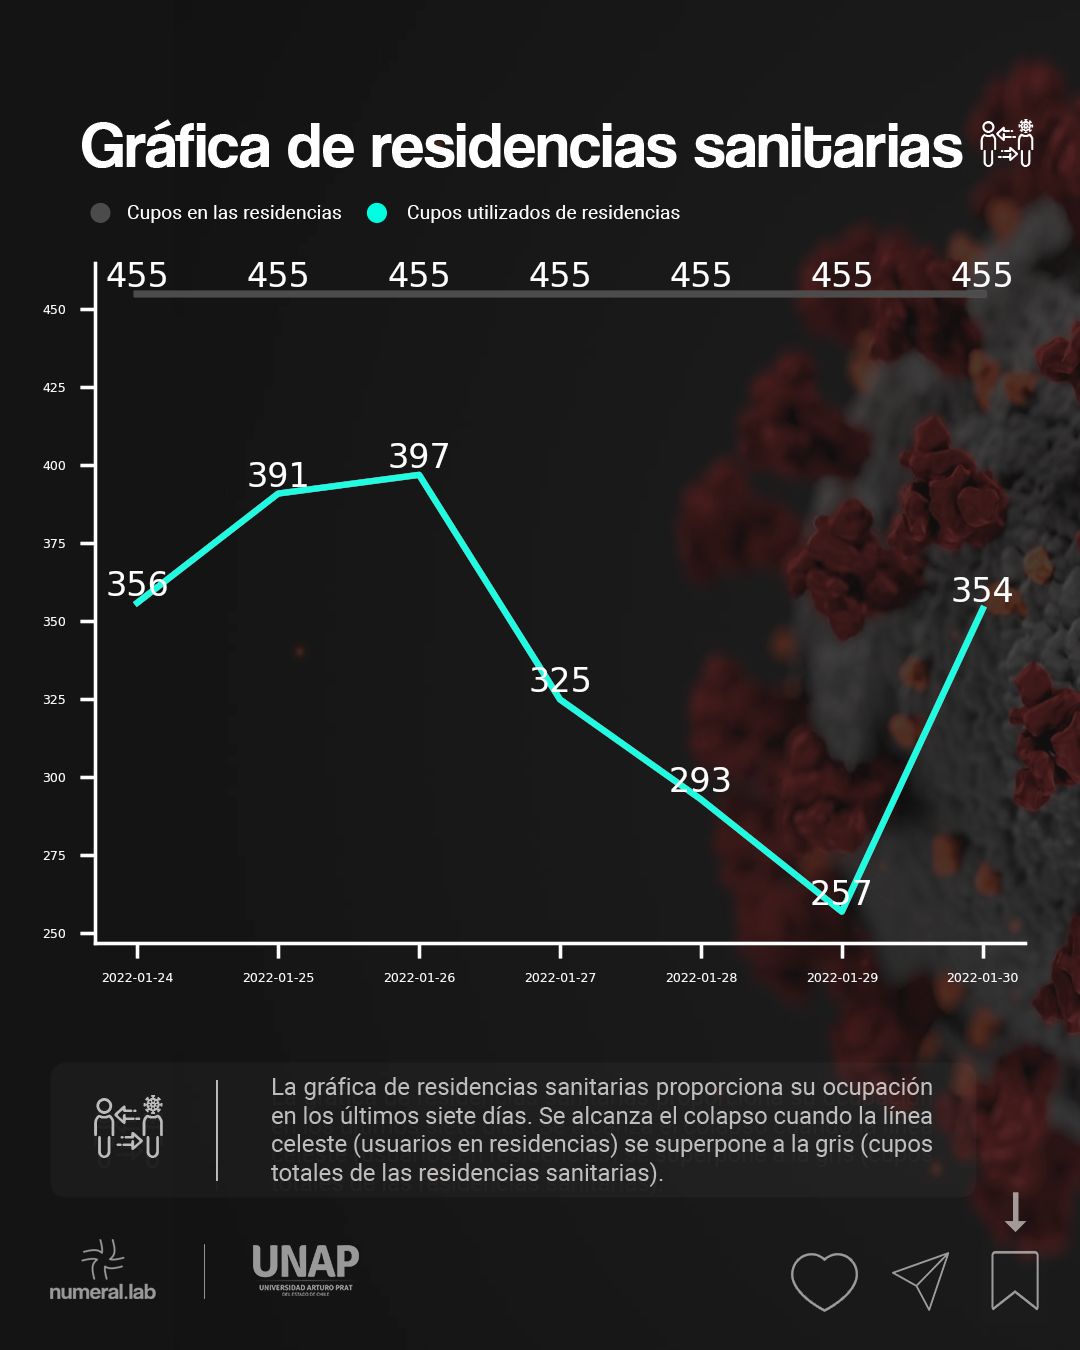 Gráfica de residencias sanitarias
Cupos en las residencias
Cupos utilizados de residencias
455 455 455 455 455 455 455
450
425
400
375
350
325
300
275
250
356
391
397
325
293
257
354
2022-01-24 2022-01-25 2022-01-26 2022-01-27 2022-01-28 2022-01-29 2022-01-30
La gráfica de residencias sanitarias proporciona su ocupación
en los últimos siete días. Se alcanza el colapso cuando la línea
celeste (usuarios en residencias) se superpone a la gris (cupos
totales de las residencias sanitarias).
numeral.lab
UNAP
UNIVERSIDAD ARTURO PRAT
DEL ESTADO DE CHILE